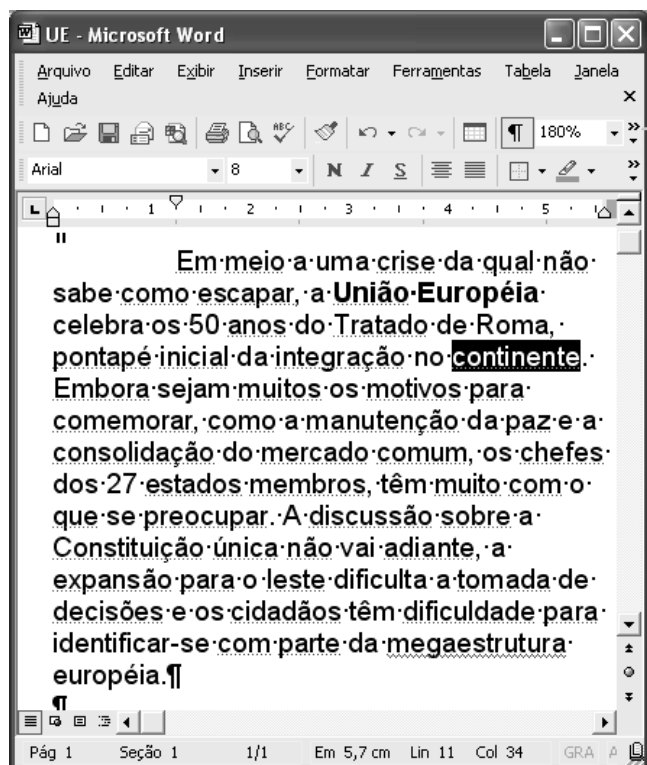 UE - Microsoft Word
Arquivo Editar Exibir Inserir Formatar Ferramentas Tabela Janela
Ajuda
ABC ¶ 180%
Arial 8 N I S
1 2 3 4 5
Em meio a uma crise da qual não
sabe como escapar, a União Européia
celebra os 50 anos do Tratado de Roma,
pontapé inicial da integração no continente.
Embora sejam muitos os motivos para
comemorar, como a manutenção da paz e a
consolidação do mercado comum, os chefes
dos 27 estados membros, têm muito com o
que se preocupar. A discussão sobre a
Constituição única não vai adiante, a
expansão para o leste dificulta a tomada de
decisões e os cidadãos têm dificuldade para
identificar-se com parte da megaestrutura
européia.¶
¶
Pág 1 Seção 1 1/1 Em 5,7 cm Lin 11 Col 34 GRA A